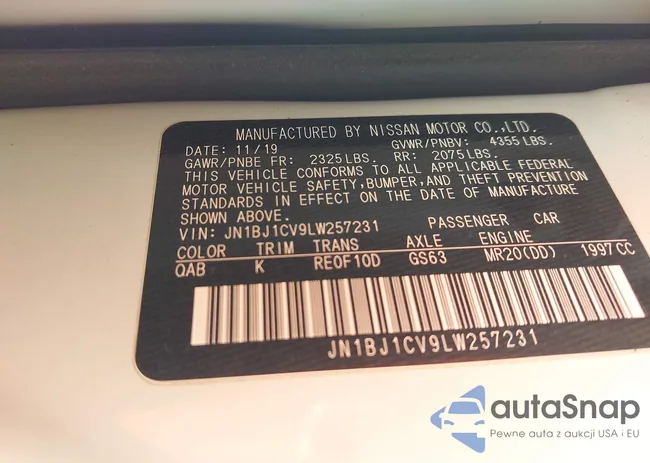 MANUFACTURED BY NISSAN MOTOR CO.,LTD.
DATE: 11/19 GVWR/PNBV: 4355 LBS.
GAWR/PNBE FR: 2325 LBS. RR: 2075 LBS.
THIS VEHICLE CONFORMS TO ALL APPLICABLE FEDERAL
MOTOR VEHICLE SAFETY, BUMPER, AND THEFT PREVENTION
STANDARDS IN EFFECT ON THE DATE OF MANUFACTURE
SHOWN ABOVE.
VIN: JN1BJ1CV9LW257231 PASSENGER CAR
COLOR TRIM TRANS AXLE ENGINE
QAB K RE0F10D GS63 MR20(DD) 1997 CC
JN1BJ1CV9LW257231
autaSnap
Pewne auta z aukcji USA i EU